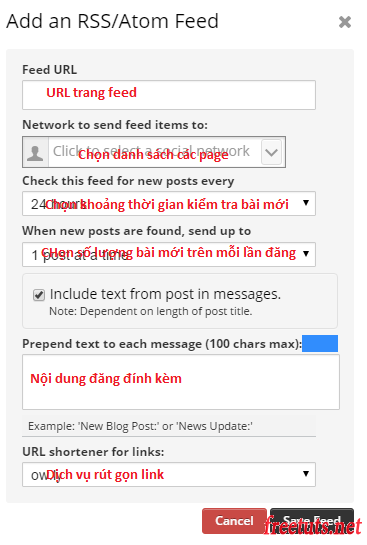 Add an RSS/Atom Feed
Feed URL
URL trang feed
Network to send feed items to:
Click to select a social network
Chọn danh sách các page
Check this feed for new posts every
24 hours
Chọn khoảng thời gian kiểm tra bài mới
When new posts are found, send up to
1 post at a time
Chọn số lượng bài mới trên mỗi lần đăng
Include text from post in messages.
Note: Dependent on length of post title.
Prepend text to each message (100 chars max):
Nội dung đăng đính kèm
Example: 'New Blog Post:' or 'News Update:'
URL shortener for links:
ow.ly
Dịch vụ rút gọn link
Cancel
Save Feed
freetuts.net